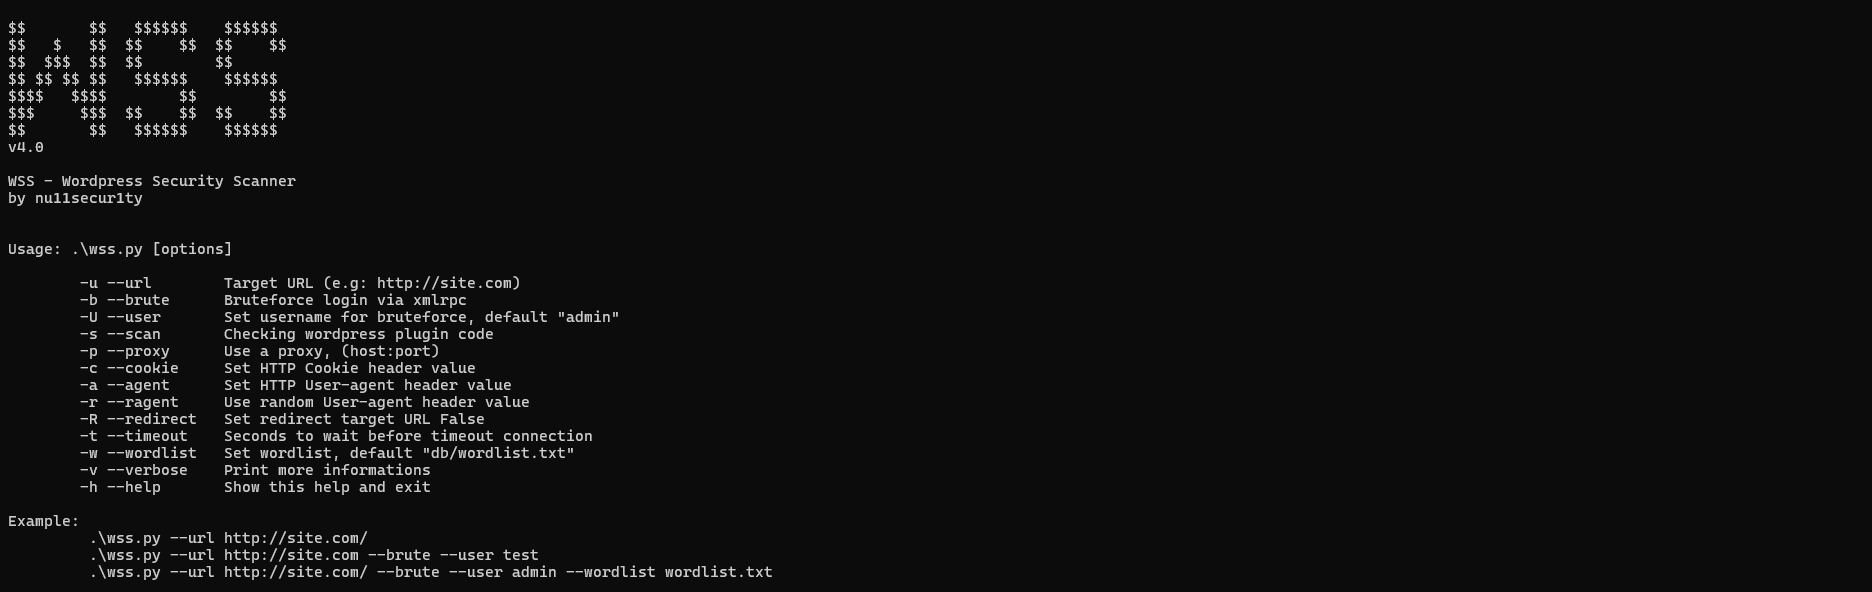 $$       $$   $$$$$$    $$$$$$
$$   $   $$  $$    $$  $$    $$
$$  $$$  $$  $$        $$
$$ $$ $$ $$   $$$$$$    $$$$$$
$$$$   $$$$        $$        $$
$$$     $$$  $$    $$  $$    $$
$$       $$   $$$$$$    $$$$$$
v4.0
WSS - Wordpress Security Scanner
by nu11secur1ty
Usage: .\wss.py [options]
-u --url        Target URL (e.g: http://site.com)
-b --brute      Bruteforce login via xmlrpc
-U --user       Set username for bruteforce, default "admin"
-s --scan       Checking wordpress plugin code
-p --proxy      Use a proxy, (host:port)
-c --cookie     Set HTTP Cookie header value
-a --agent      Set HTTP User-agent header value
-r --ragent     Use random User-agent header value
-R --redirect   Set redirect target URL False
-t --timeout    Seconds to wait before timeout connection
-w --wordlist   Set wordlist, default "db/wordlist.txt"
-v --verbose    Print more informations
-h --help       Show this help and exit
Example:
.\wss.py --url http://site.com/
.\wss.py --url http://site.com --brute --user test
.\wss.py --url http://site.com/ --brute --user admin --wordlist wordlist.txt